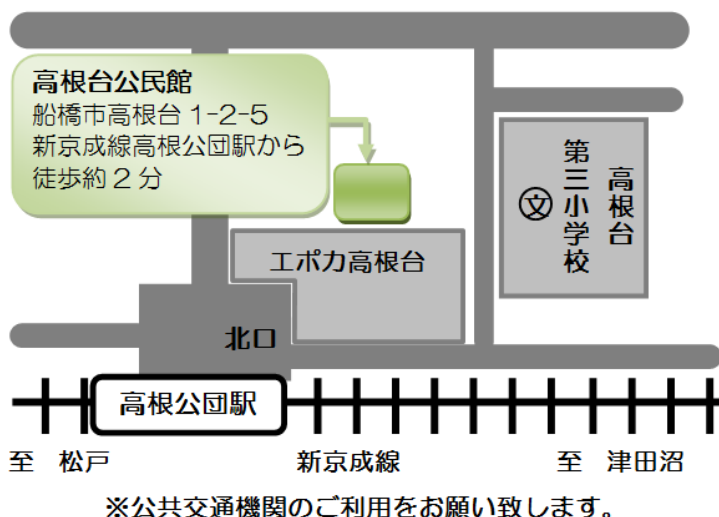 高根台公民館
船橋市高根台 1-2-5
新京成線高根公団駅から
徒歩約 2 分
高根台
第三小学校
文
エポカ高根台
北口
高根公団駅
至 松戸
新京成線
至 津田沼
※公共交通機関のご利用をお願い致します。